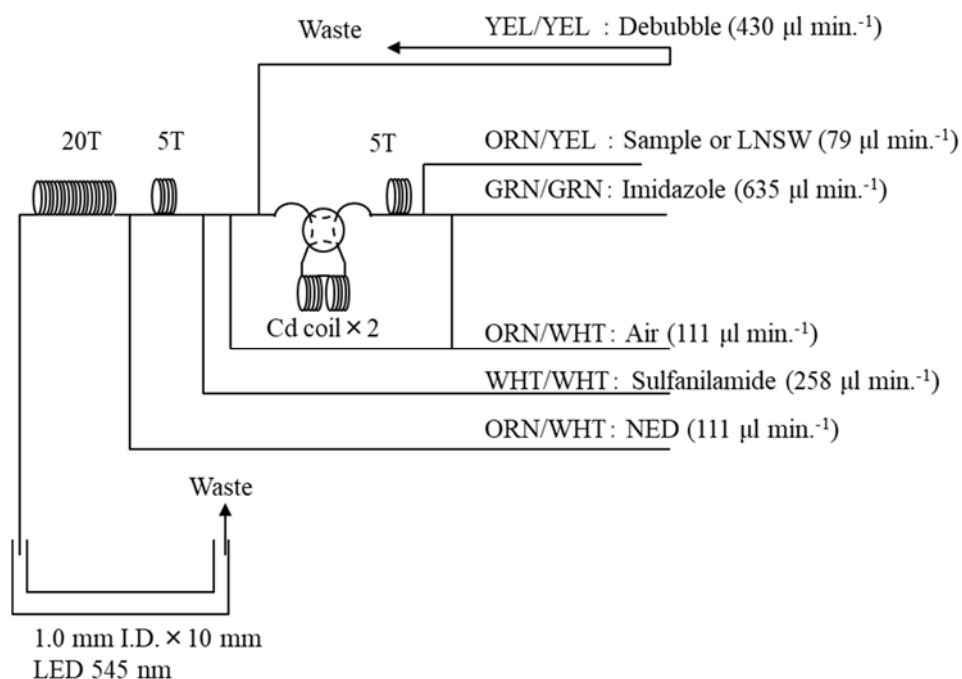 Waste
YEL/YEL : Debubble (430 μl min.⁻¹)
20T
5T
5T
ORN/YEL : Sample or LNSW (79 μl min.⁻¹)
GRN/GRN: Imidazole (635 μl min.⁻¹)
Cd coil × 2
ORN/WHT: Air (111 μl min.⁻¹)
WHT/WHT: Sulfanilamide (258 μl min.⁻¹)
ORN/WHT: NED (111 μl min.⁻¹)
Waste
1.0 mm I.D. × 10 mm
LED 545 nm